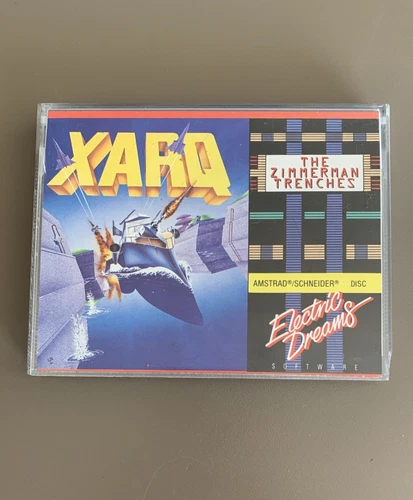 XARQ
THE
ZIMMERMAN
TRENCHES
AMSTRAD®/SCHNEIDER® DISC
Electric
Dreams
SOFTWARE